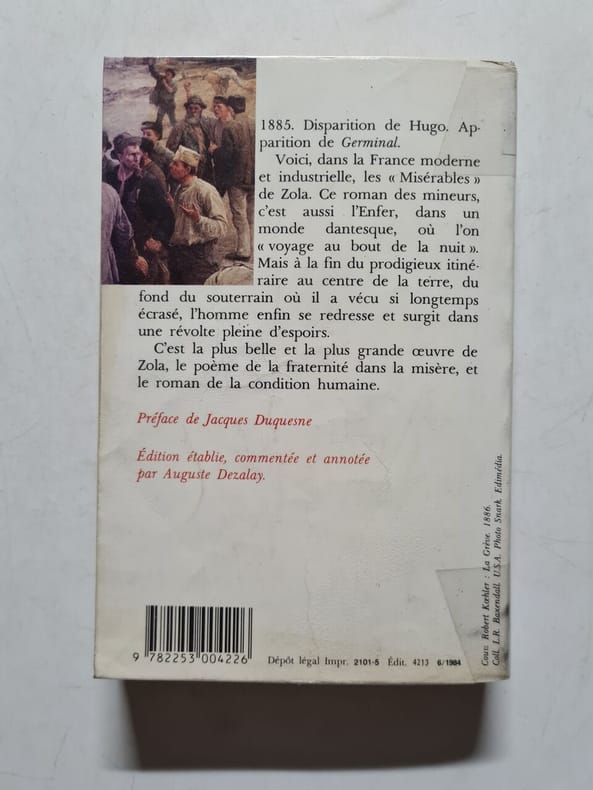 1885. Disparition de Hugo. Ap-
parition de Germinal.
Voici, dans la France moderne
et industrielle, les « Misérables »
de Zola. Ce roman des mineurs,
c'est aussi l'Enfer, dans un
monde dantesque, où l'on
« voyage au bout de la nuit ».
Mais à la fin du prodigieux itiné-
raire au centre de la terre, du
fond du souterrain où il a vécu si longtemps
écrasé, l'homme enfin se redresse et surgit dans
une révolte pleine d'espoirs.
C'est la plus belle et la plus grande œuvre de
Zola, le poème de la fraternité dans la misère, et
le roman de la condition humaine.
Préface de Jacques Duquesne
Édition établie, commentée et annotée
par Auguste Dezalay.
Couv. Robert Kœhler : La Grève, 1886.
Coll. L.R. Baxendall U.S.A. Photo Snark Edimédia.
9 782253 004226
Dépôt légal Impr. 2101-5 Édit. 4213 6/1984